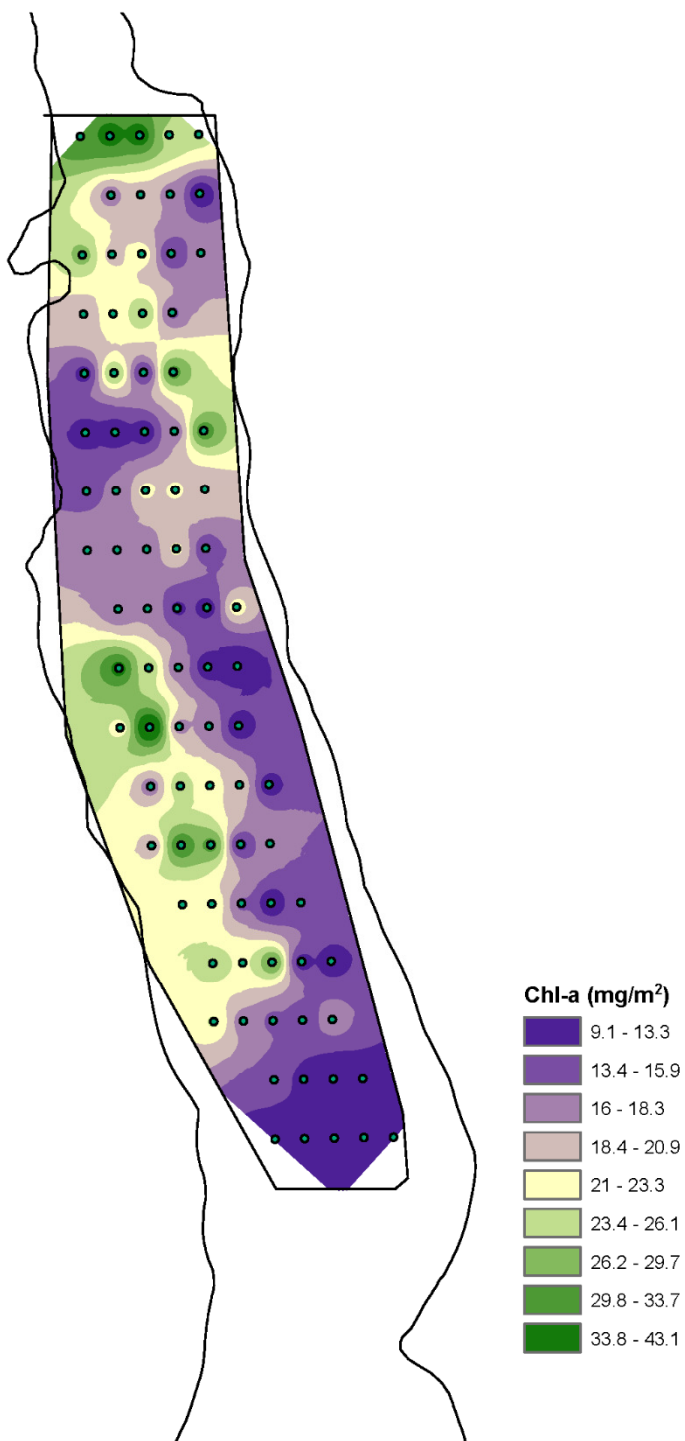 Chl-a (mg/m²)
9.1 - 13.3
13.4 - 15.9
16 - 18.3
18.4 - 20.9
21 - 23.3
23.4 - 26.1
26.2 - 29.7
29.8 - 33.7
33.8 - 43.1